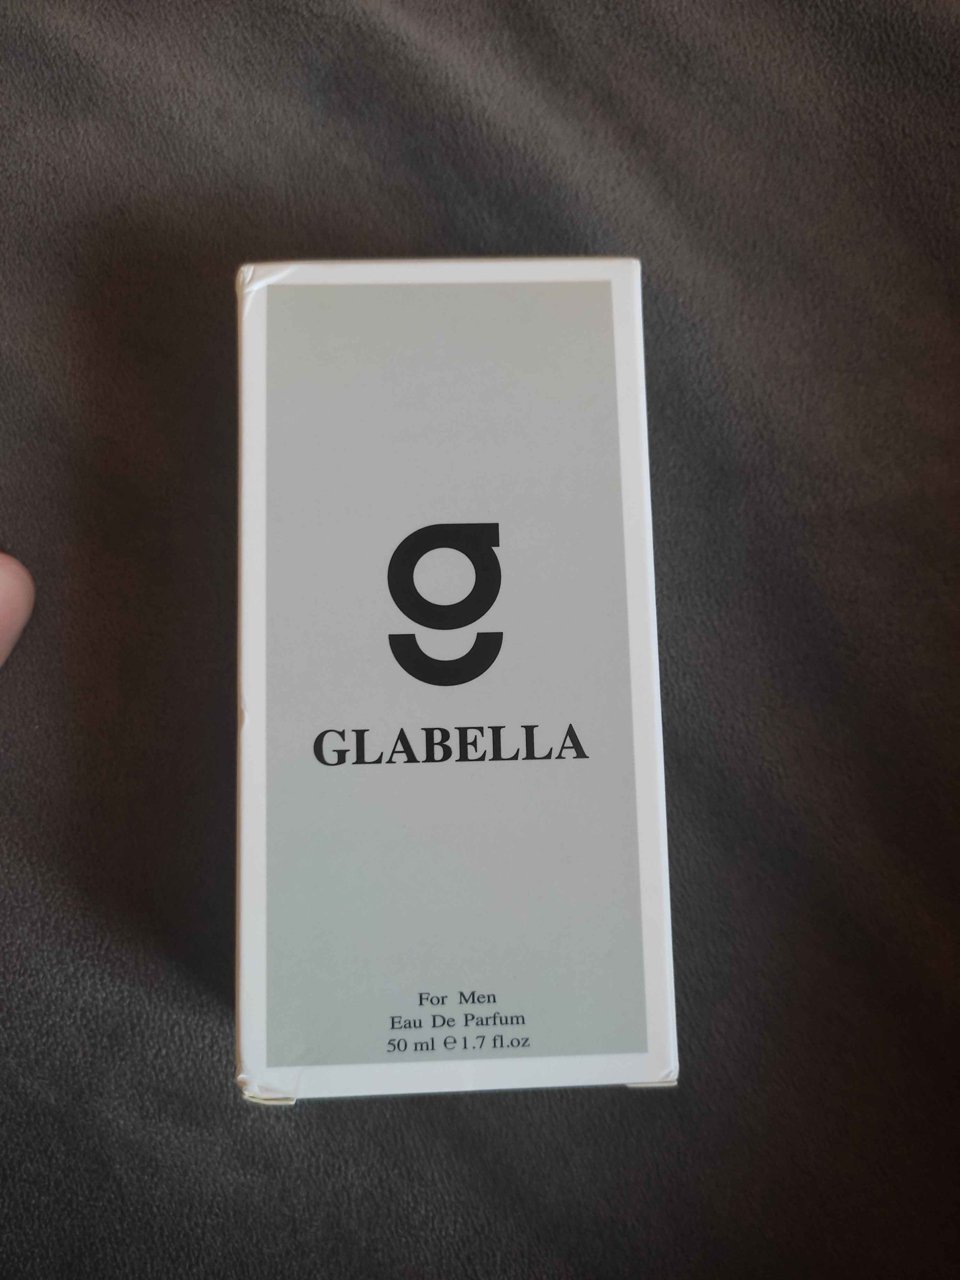 g
GLABELLA
For Men
Eau De Parfum
50 ml ℮ 1.7 fl.oz